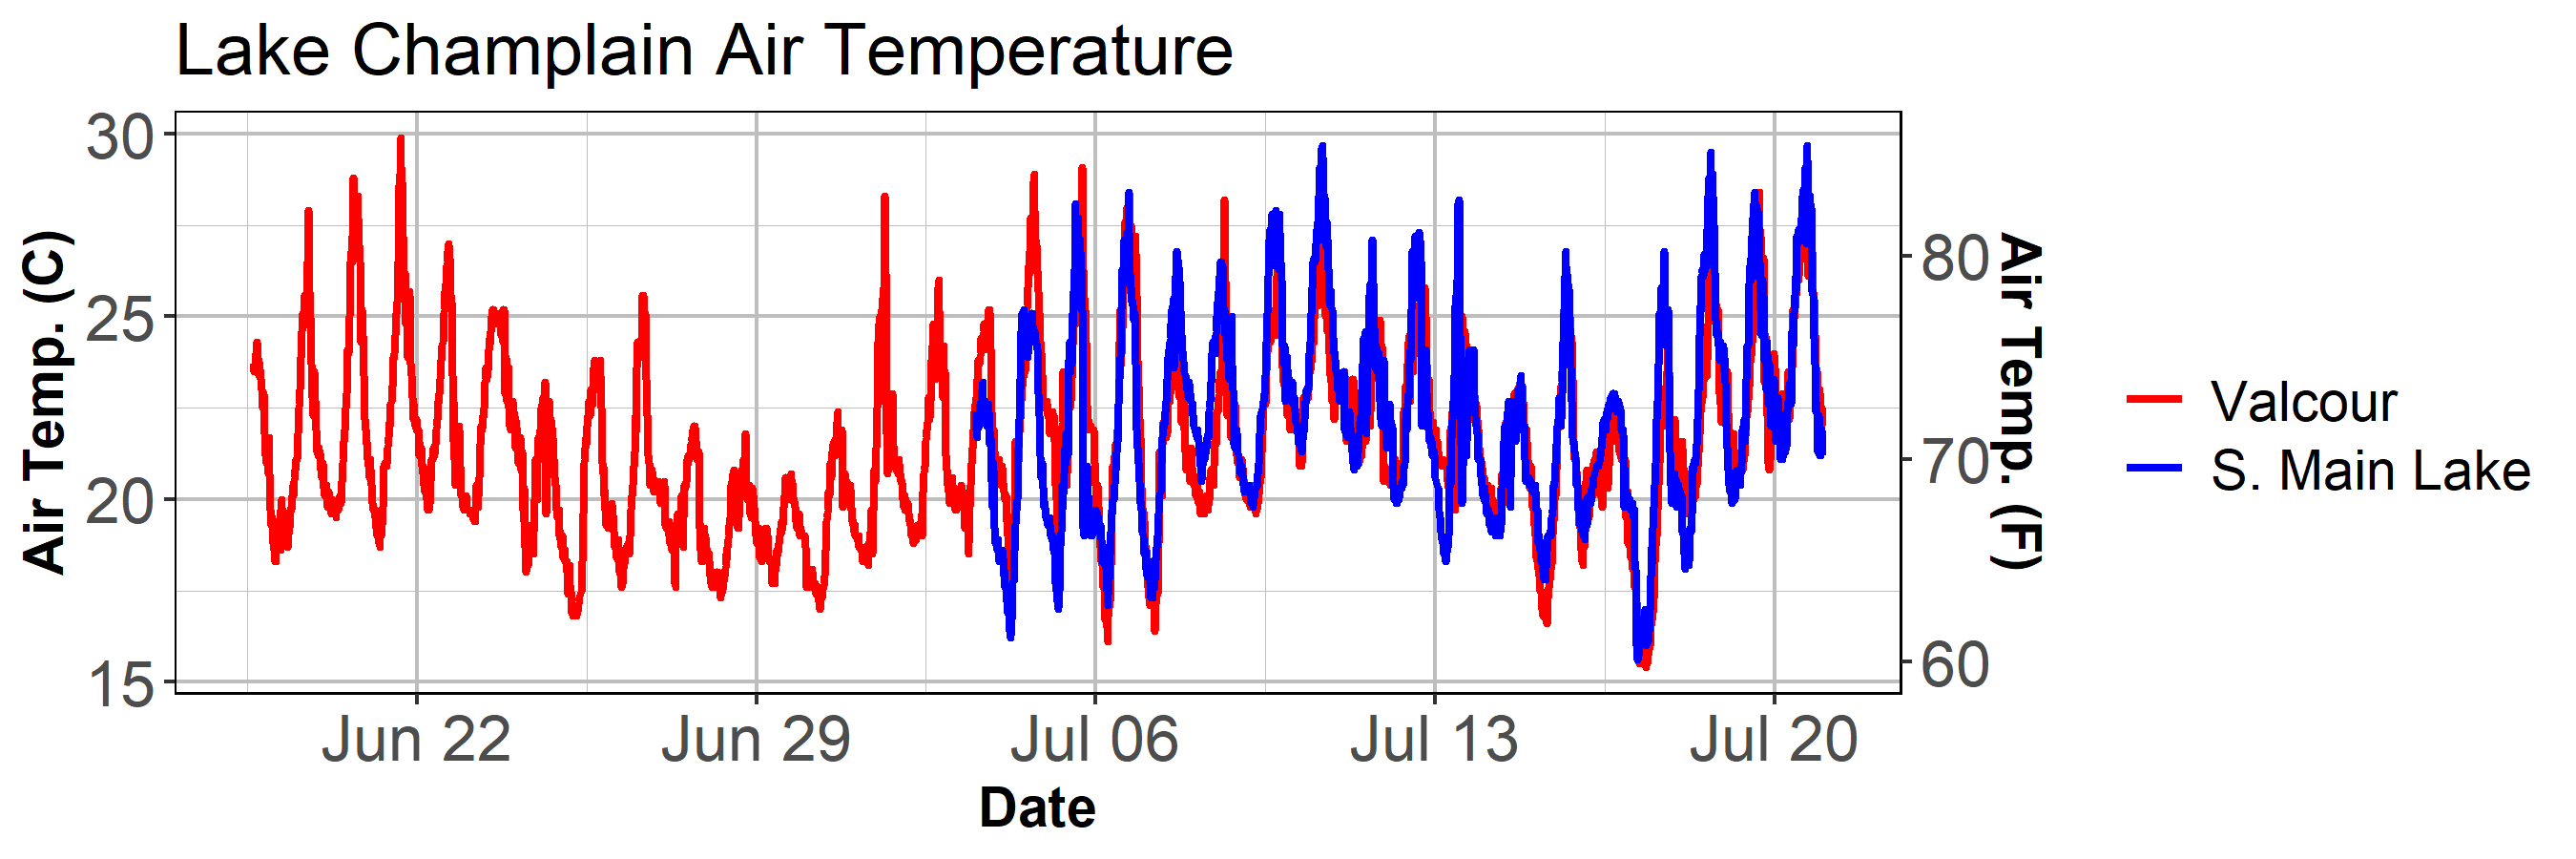 Lake Champlain Air Temperature
Air Temp. (C)
30
25
20
15
80
70
60
Air Temp. (F)
Jun 22
Jun 29
Jul 06
Jul 13
Jul 20
Date
Valcour
S. Main Lake